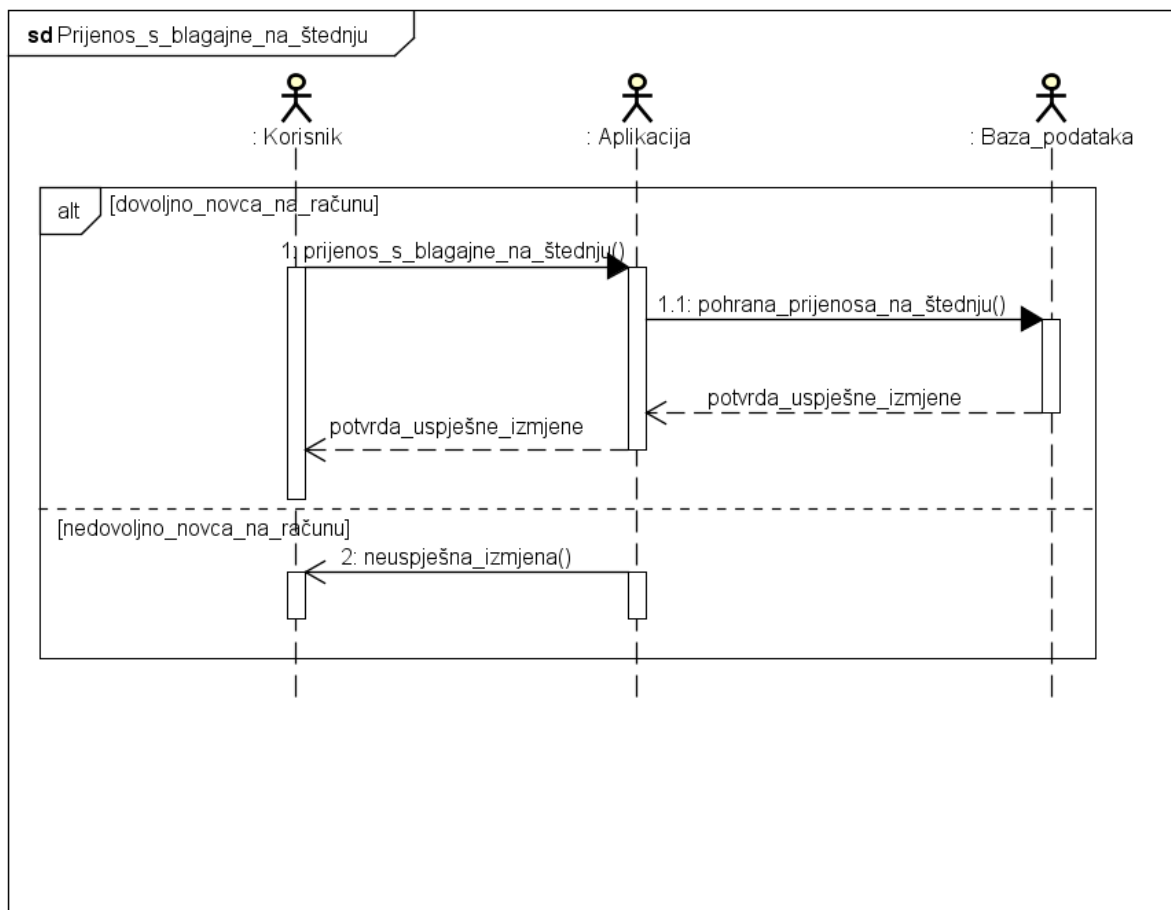 sd Prijenos_s_blagajne_na_štednju
: Korisnik
: Aplikacija
: Baza_podataka
alt
[dovoljno_novca_na_računu]
1: prijenos_s_blagajne_na_štednju()
1.1: pohrana_prijenosa_na_štednju()
potvrda_uspješne_izmjene
potvrda_uspješne_izmjene
[nedovoljno_novca_na_računu]
2: neuspješna_izmjena()